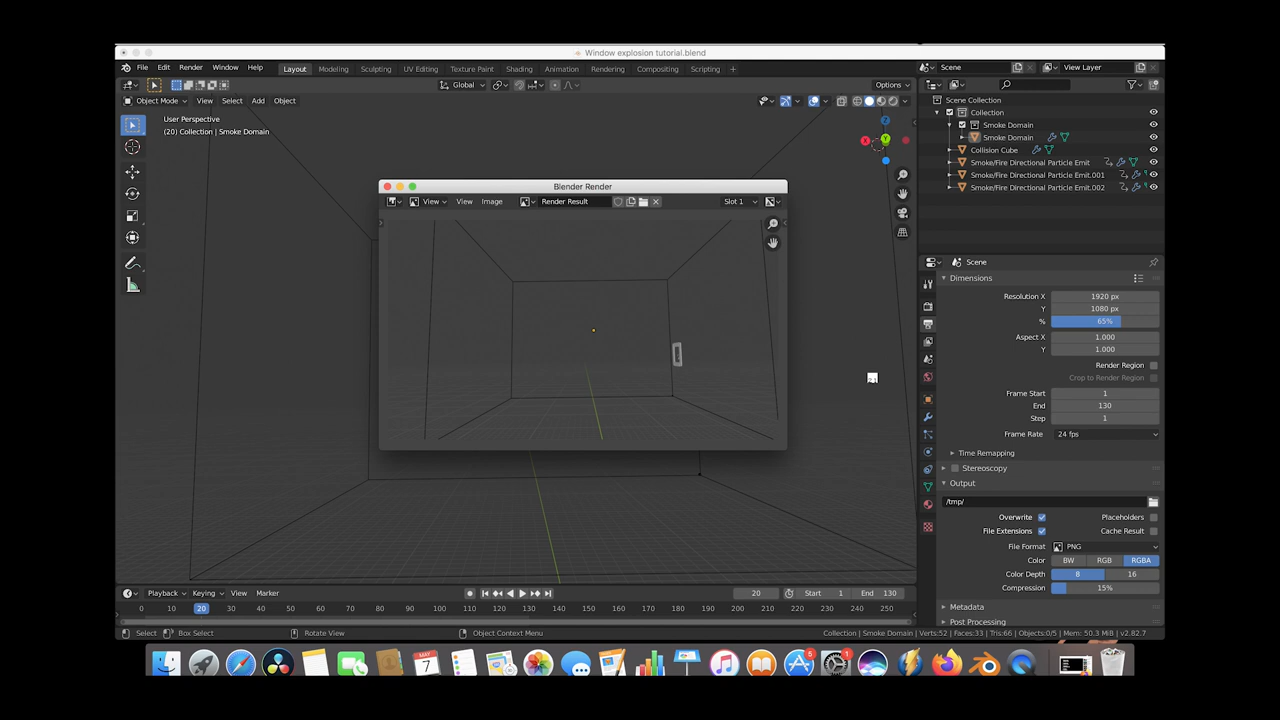 Window explosion tutorial.blend
File Edit Render Window Help Layout Modeling Sculpting UV Editing Texture Paint Shading Animation Rendering Compositing Scripting + Scene View Layer
Global Options
Object Mode View Select Add Object
User Perspective
(20) Collection | Smoke Domain
Scene Collection
Collection
Smoke Domain
Smoke Domain
Collision Cube
Smoke/Fire Directional Particle Emit
Smoke/Fire Directional Particle Emit.001
Smoke/Fire Directional Particle Emit.002
X
Y
Z
Blender Render
View View Image Render Result Slot 1
Scene
Dimensions
Resolution X 1920 px
Y 1080 px
% 65%
Aspect X 1.000
Y 1.000
Render Region
Crop to Render Region
Frame Start 1
End 130
Step 1
Frame Rate 24 fps
Time Remapping
Stereoscopy
Output
/tmp/
Overwrite Placeholders
File Extensions Cache Result
File Format PNG
Color BW RGB RGBA
Color Depth 8 16
Compression 15%
Metadata
Post Processing
Playback Keying View Marker 20 Start 1 End 130
0 10 20 30 40 50 60 70 80 90 100 110 120 130 140 150 160 170 180 190 200 210 220 230 240 250
Select Box Select Rotate View Object Context Menu Collection | Smoke Domain | Verts:52 | Faces:33 | Tris:66 | Objects:0/5 | Mem: 50.3 MiB | v2.82.7
MAY
7
6
1